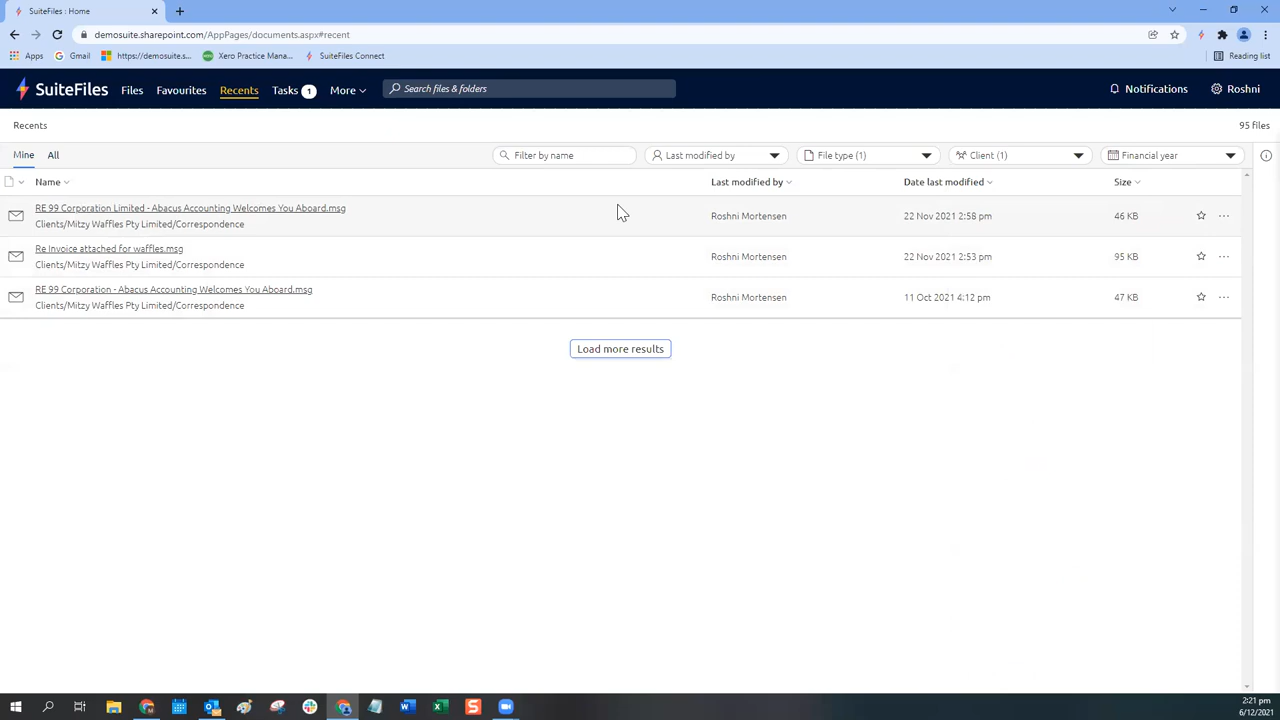 SuiteFiles : Home
demosuite.sharepoint.com/AppPages/documents.aspx#recent
Apps Gmail https://demosuite.s... Xero Practice Mana... SuiteFiles Connect Reading list
SuiteFiles Files Favourites Recents Tasks 1 More Search files & folders Notifications Roshni
Recents 95 files
Mine All Filter by name Last modified by File type (1) Client (1) Financial year
Name Last modified by Date last modified Size
RE 99 Corporation Limited - Abacus Accounting Welcomes You Aboard.msg
Clients/Mitzy Waffles Pty Limited/Correspondence
Roshni Mortensen 22 Nov 2021 2:58 pm 46 KB
Re Invoice attached for waffles.msg
Clients/Mitzy Waffles Pty Limited/Correspondence
Roshni Mortensen 22 Nov 2021 2:53 pm 95 KB
RE 99 Corporation - Abacus Accounting Welcomes You Aboard.msg
Clients/Mitzy Waffles Pty Limited/Correspondence
Roshni Mortensen 11 Oct 2021 4:12 pm 47 KB
Load more results
2:21 pm
6/12/2021